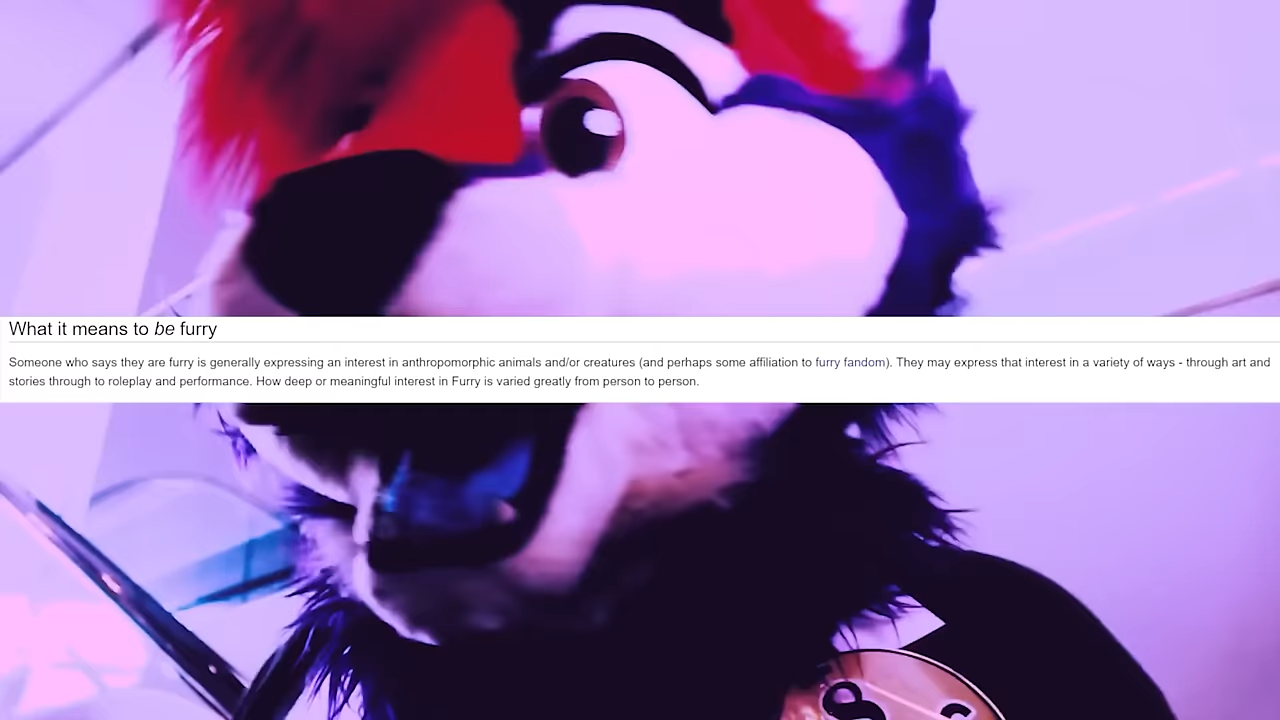 What it means to be furry
Someone who says they are furry is generally expressing an interest in anthropomorphic animals and/or creatures (and perhaps some affiliation to furry fandom). They may express that interest in a variety of ways - through art and
stories through to roleplay and performance. How deep or meaningful interest in Furry is varied greatly from person to person.